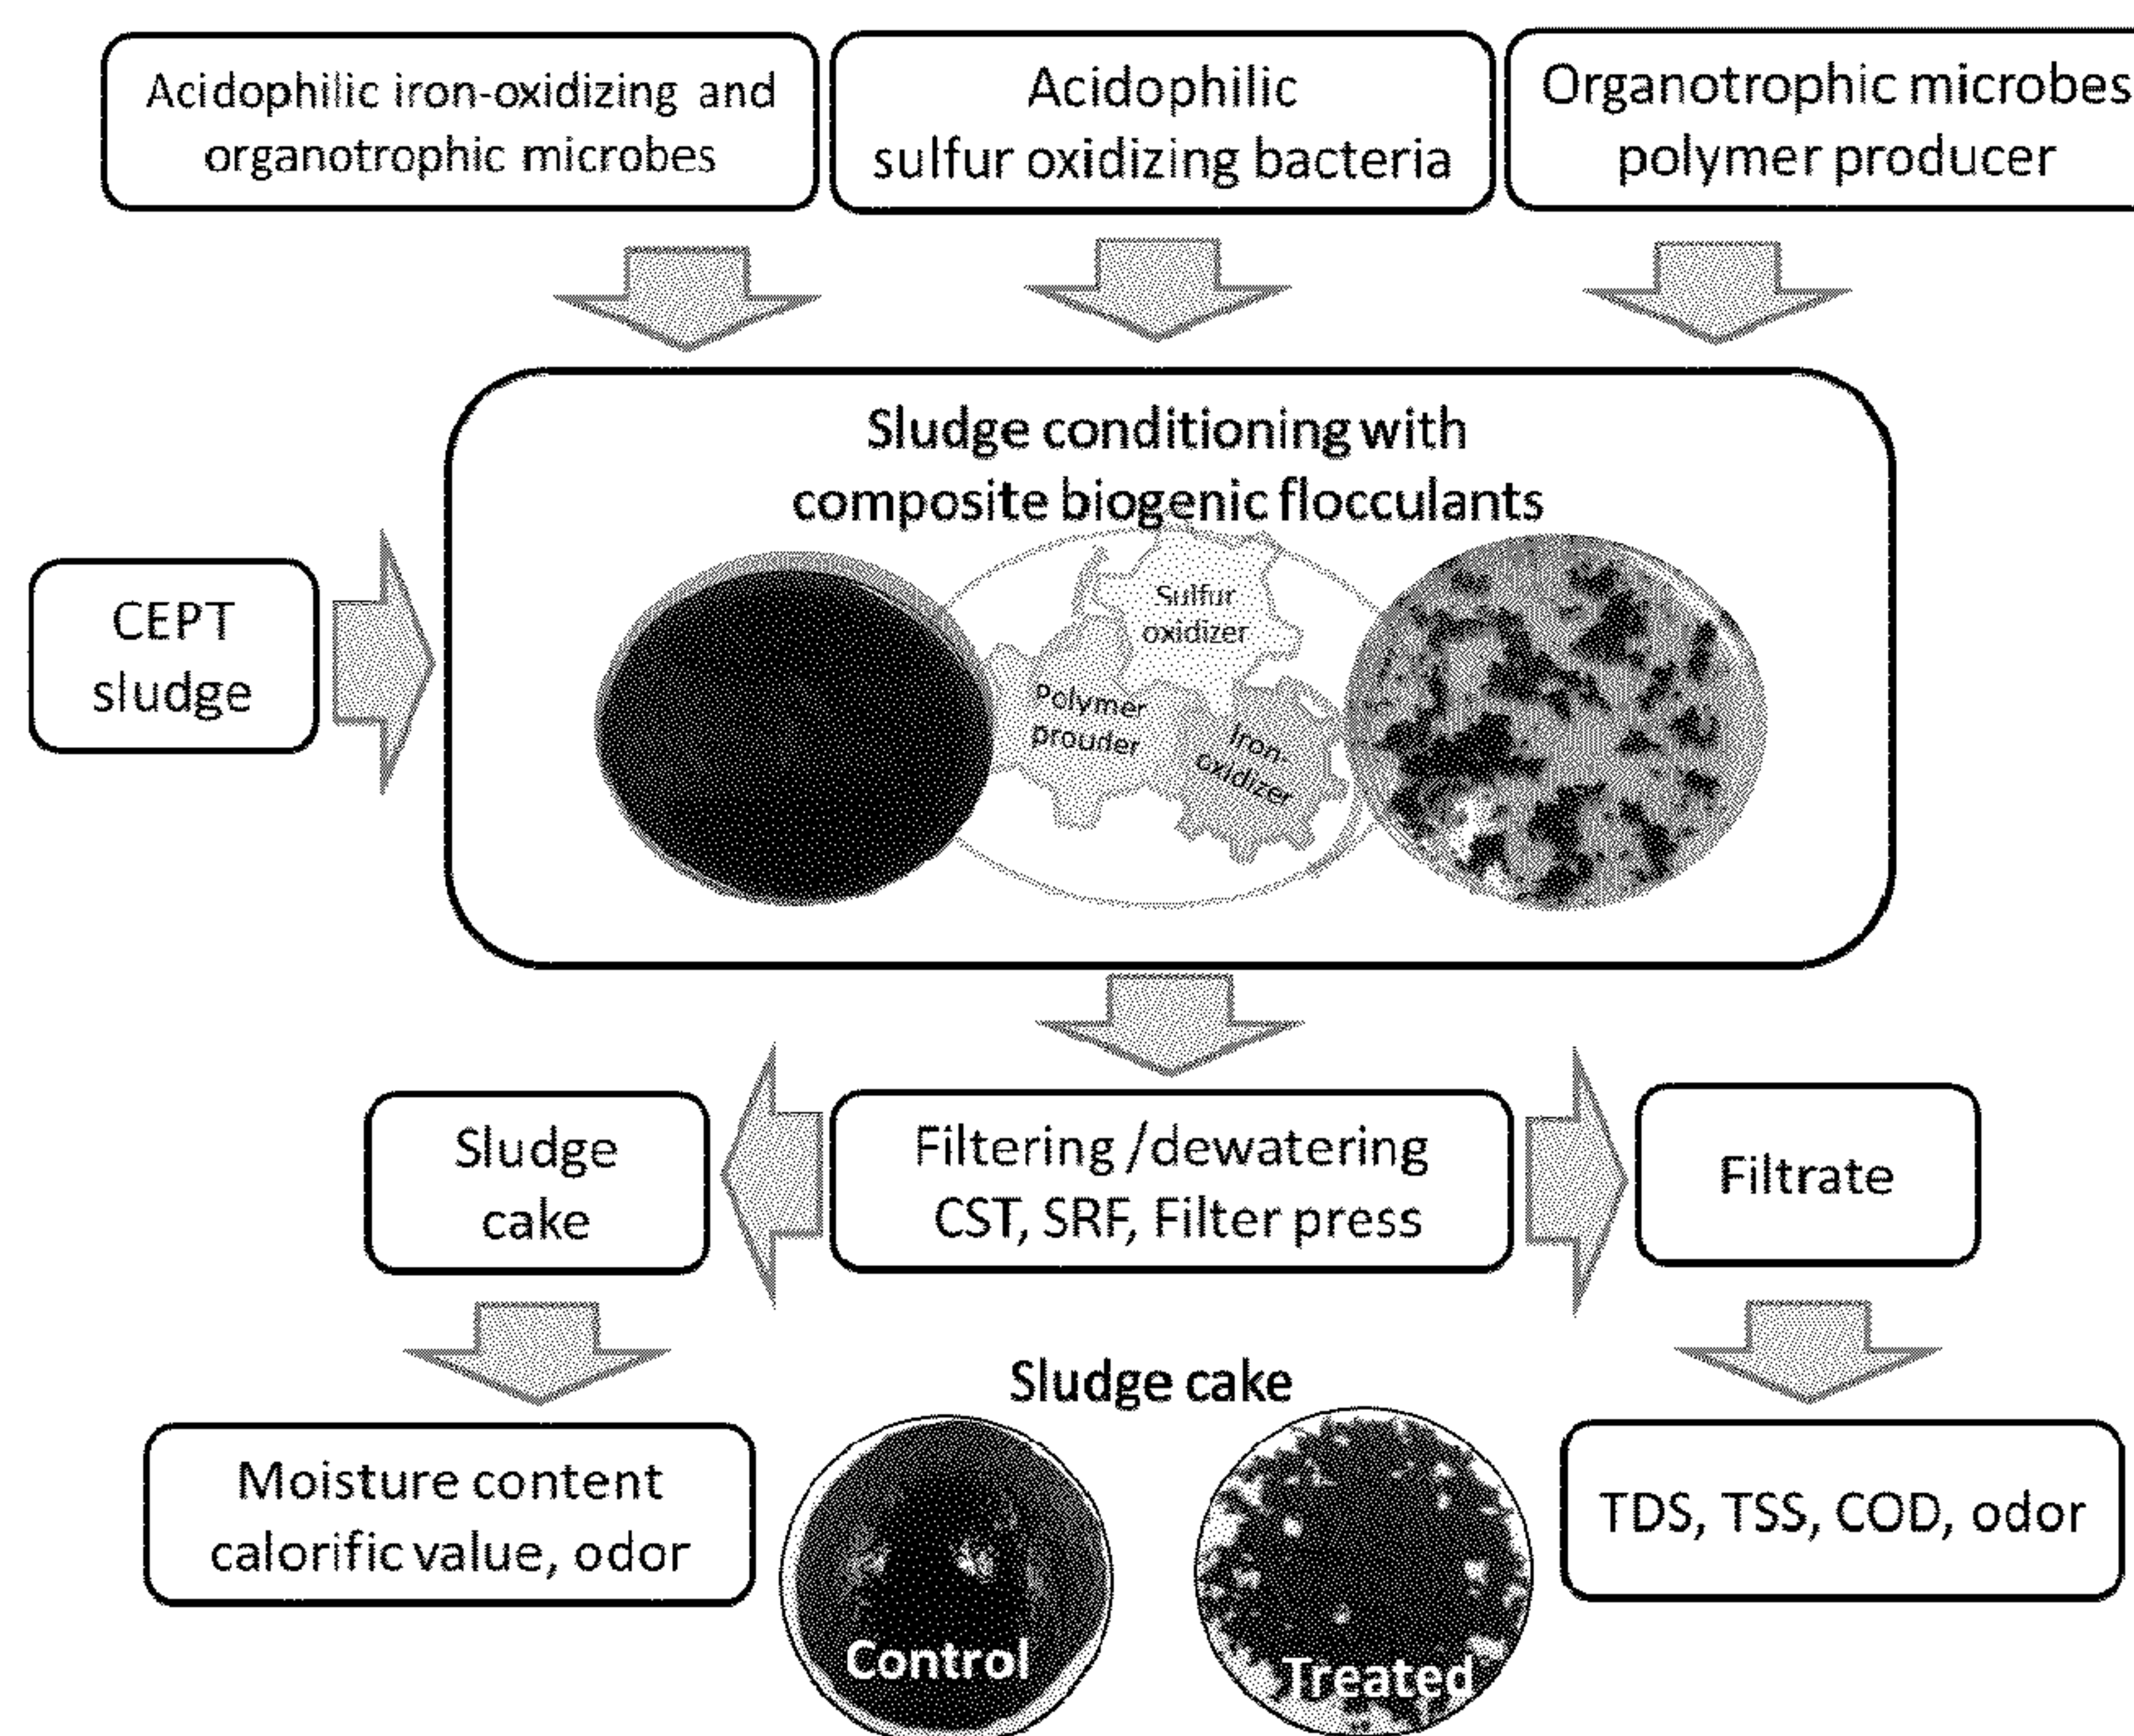 Acidophilic iron-oxidizing and
organotrophic microbes
Acidophilic
sulfur oxidizing bacteria
Organotrophic microbes
polymer producer
Sludge conditioning with
composite biogenic flocculants
CEPT
sludge
Sulfur
oxidizer
Polymer
prouder
Iron-
oxidizer
Sludge
cake
Filtering /dewatering
CST, SRF, Filter press
Filtrate
Moisture content
calorific value, odor
Sludge cake
Control
Treated
TDS, TSS, COD, odor